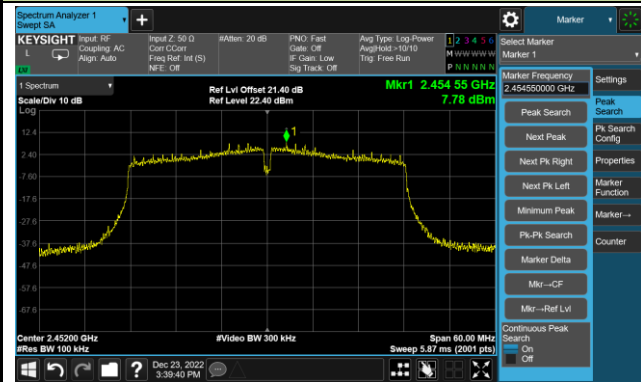 Spectrum Analyzer 1
Swept SA
Marker
KEYSIGHT
L
Input: RF
Coupling: AC
Align: Auto
Input Z: 50 Ω
Corr CCorr
Freq Ref: Int (S)
NFE: Off
#Atten: 20 dB
PNO: Fast
Gate: Off
IF Gain: Low
Sig Track: Off
Avg Type: Log-Power
Avg|Hold:>10/10
Trig: Free Run
1 2 3 4 5 6
M W W W W W
P N N N N N
Select Marker
Marker 1
1 Spectrum
Scale/Div 10 dB
Log
Ref Lvl Offset 21.40 dB
Ref Level 22.40 dBm
Mkr1 2.454 55 GHz
7.78 dBm
1
12.4
2.40
-7.60
-17.6
-27.6
-37.6
-47.6
-57.6
-67.6
Center 2.45200 GHz
#Res BW 100 kHz
#Video BW 300 kHz
Span 60.00 MHz
Sweep 5.87 ms (2001 pts)
Marker Frequency
2.454550000 GHz
Peak Search
Next Peak
Next Pk Right
Next Pk Left
Minimum Peak
Pk-Pk Search
Marker Delta
Mkr→CF
Mkr→Ref Lvl
Continuous Peak
Search
On
Off
Settings
Peak
Search
Pk Search
Config
Properties
Marker
Function
Marker→
Counter
Dec 23, 2022
3:39:40 PM